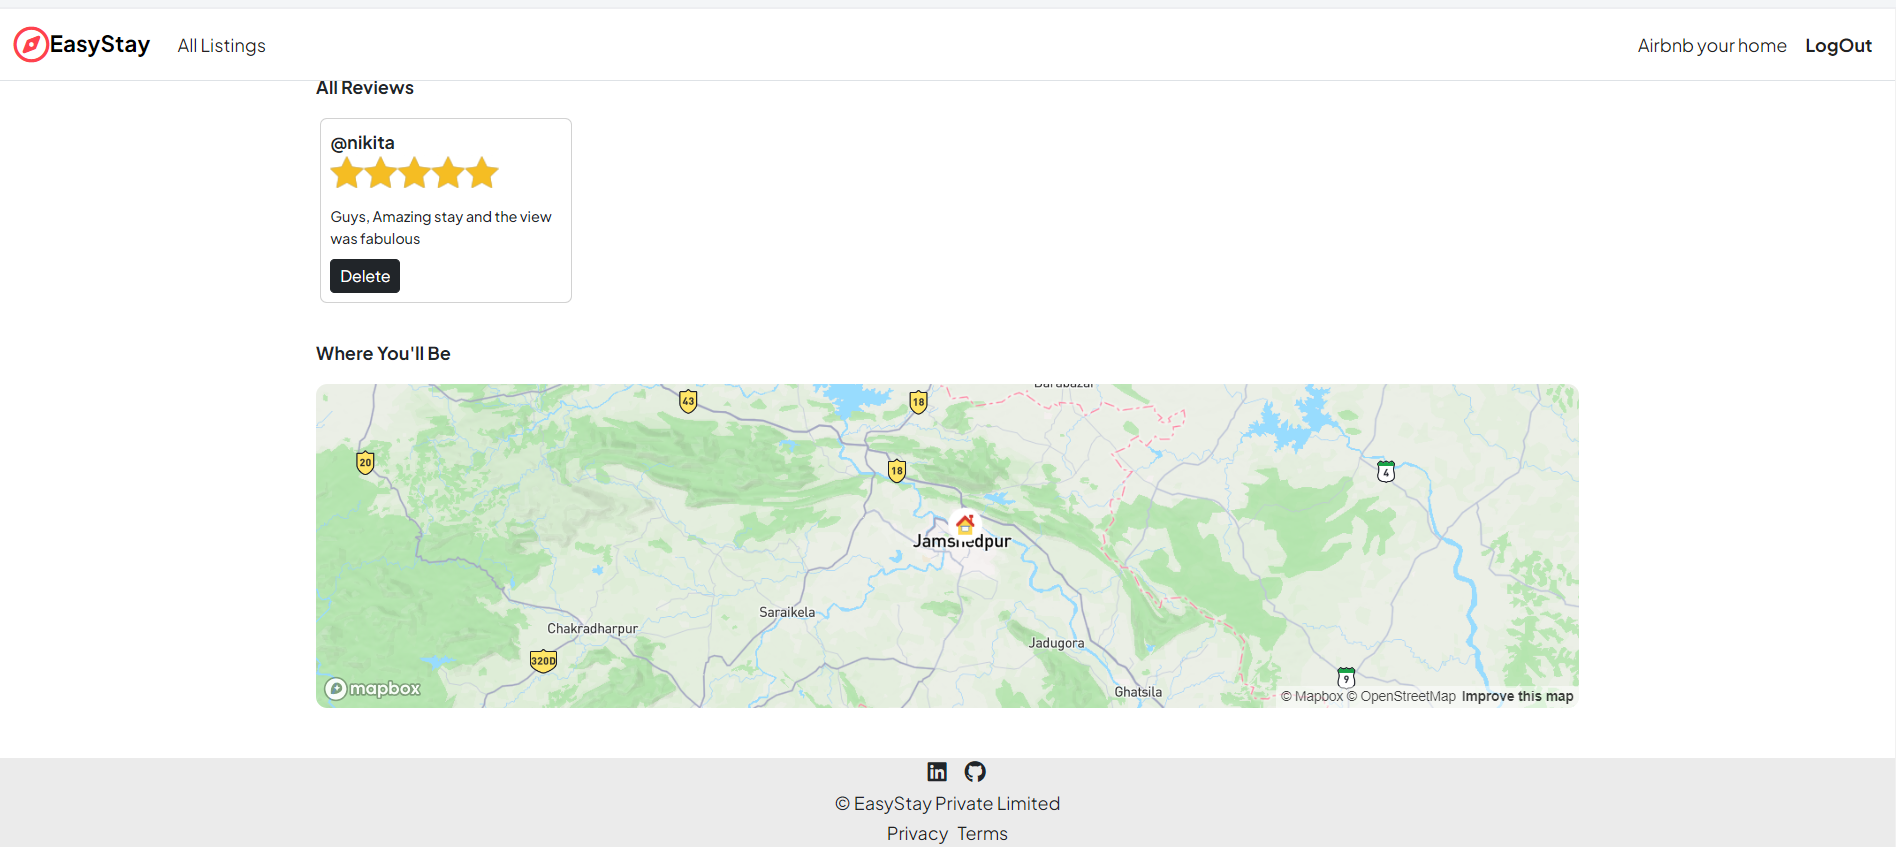 EasyStay All Listings Airbnb your home LogOut
All Reviews
@nikita
Guys, Amazing stay and the view
was fabulous
Delete
Where You'll Be
43
18
20
18
4
Jamshedpur
Saraikela
Chakradharpur
Jadugora
320D
9
Ghatsila
mapbox
© Mapbox © OpenStreetMap Improve this map
in
© EasyStay Private Limited
Privacy Terms